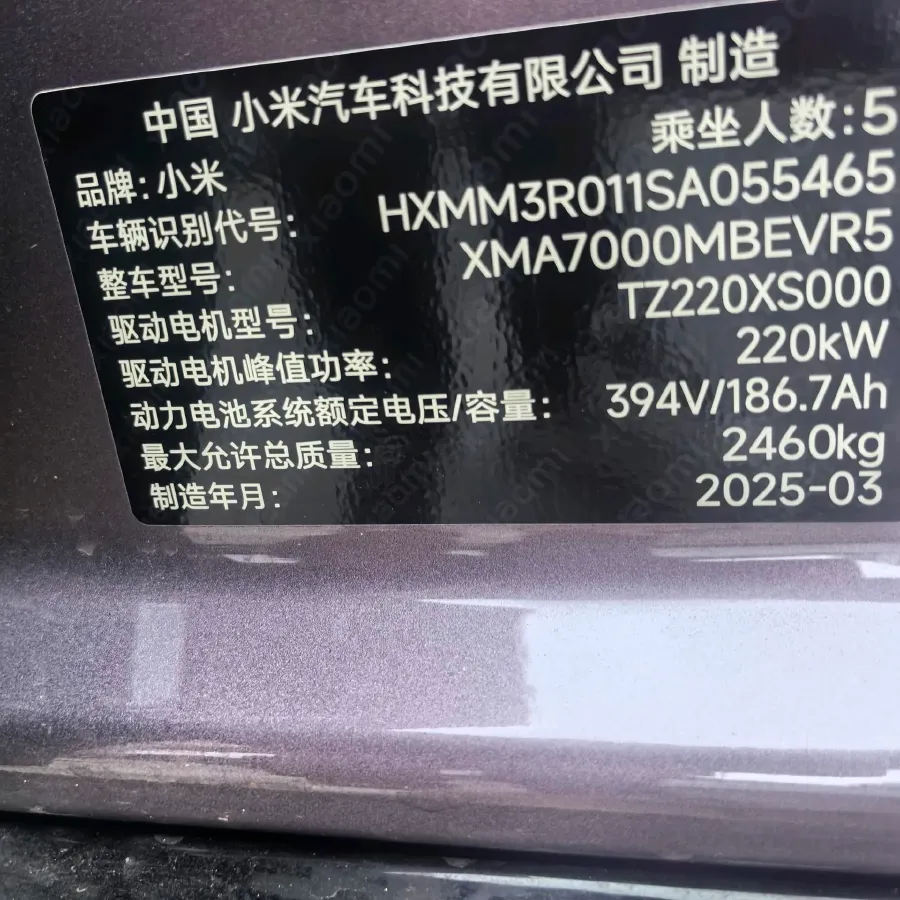 中国 小米汽车科技有限公司 制造
品牌：小米 乘坐人数：5
车辆识别代号： HXMM3R011SA055465
整车型号： XMA7000MBEVR5
驱动电机型号： TZ220XS000
驱动电机峰值功率： 220kW
动力电池系统额定电压/容量： 394V/186.7Ah
最大允许总质量： 2460kg
制造年月： 2025-03